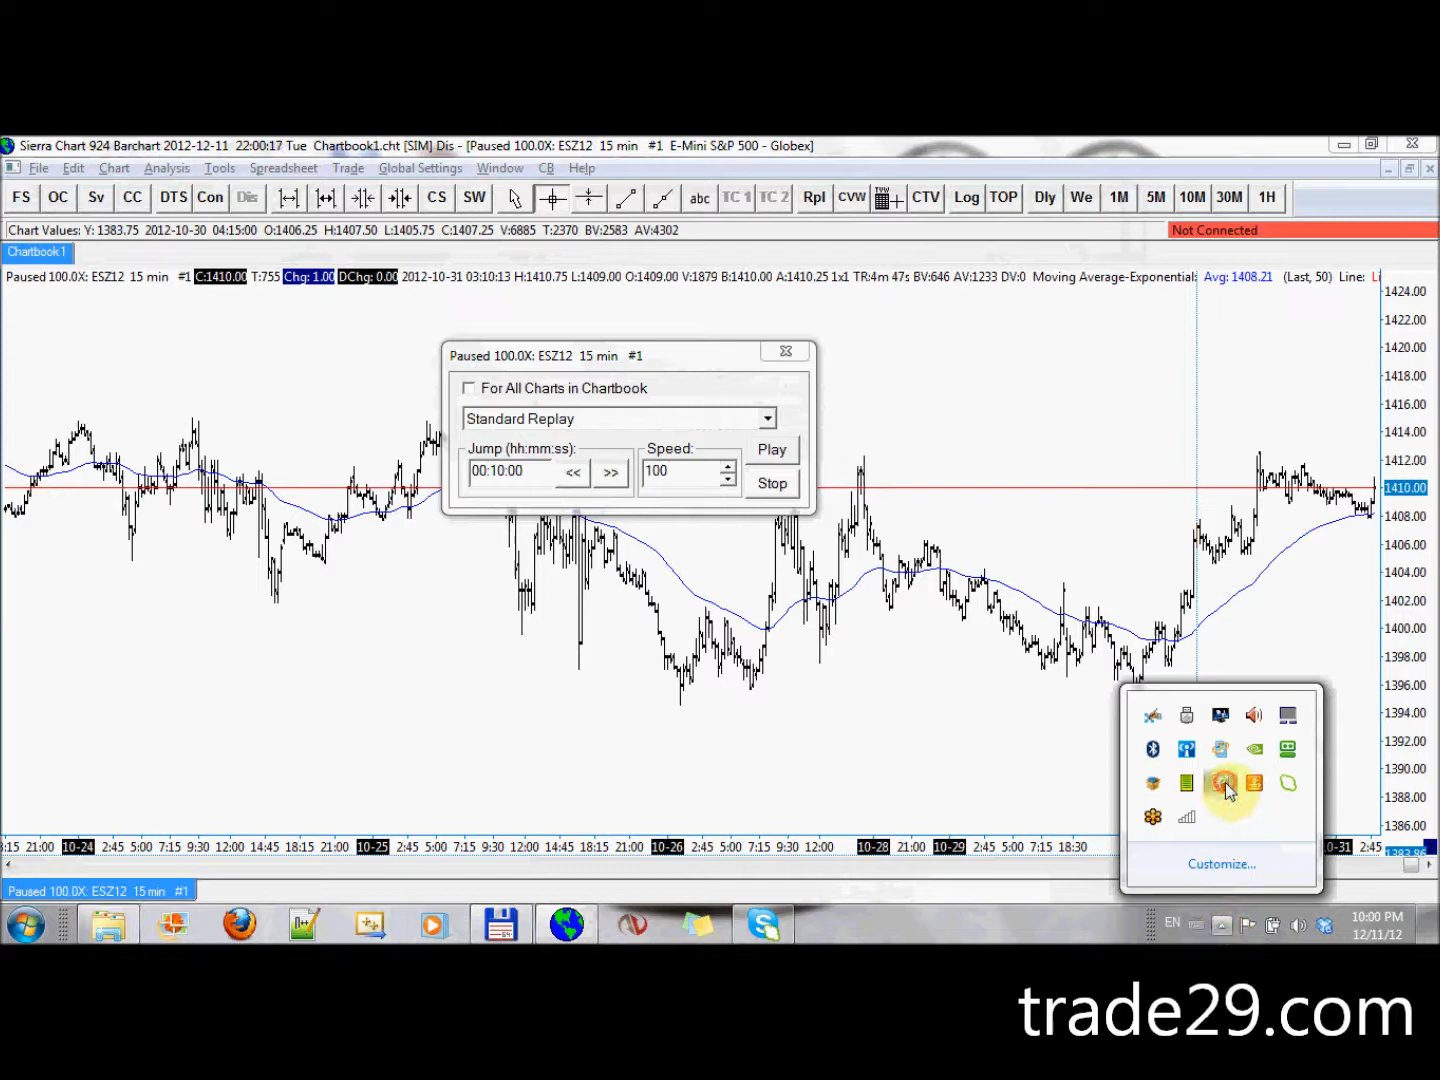 Sierra Chart 924 Barchart 2012-12-11 22:00:17 Tue Chartbook1.cht [SIM] Dis - [Paused 100.0X: ESZ12 15 min #1 E-Mini S&P 500 - Globex]
File Edit Chart Analysis Tools Spreadsheet Trade Global Settings Window CB Help
FS OC Sv CC DTS Con Dis CS SW abc TC 1 TC 2 Rpl CVW TVW CTV Log TOP Dly We 1M 5M 10M 30M 1H
Chart Values: Y: 1383.75 2012-10-30 04:15:00 O:1406.25 H:1407.50 L:1405.75 C:1407.25 V:6885 T:2370 BV:2583 AV:4302
Not Connected
Chartbook1
Paused 100.0X: ESZ12 15 min #1 C:1410.00 T:755 Chg: 1.00 DChg: 0.00 2012-10-31 03:10:13 H:1410.75 L:1409.00 O:1409.00 V:1879 B:1410.00 A:1410.25 1x1 TR:4m 47s BV:646 AV:1233 DV:0 Moving Average-Exponential: Avg: 1408.21 (Last, 50) Line: Li
1424.00
1422.00
1420.00
1418.00
1416.00
1414.00
1412.00
1410.00
1408.00
1406.00
1404.00
1402.00
1400.00
1398.00
1396.00
1394.00
1392.00
1390.00
1388.00
1386.00
1383.86
Paused 100.0X: ESZ12 15 min #1
For All Charts in Chartbook
Standard Replay
Jump (hh:mm:ss):
00:10:00 << >>
Speed:
100
Play
Stop
Customize...
8:15 21:00 10-24 2:45 5:00 7:15 9:30 12:00 14:45 18:15 21:00 10-25 2:45 5:00 7:15 9:30 12:00 14:45 18:15 21:00 10-26 2:45 5:00 7:15 9:30 12:00 10-28 21:00 10-29 2:45 5:00 7:15 18:30 10-31 2:45
Paused 100.0X: ESZ12 15 min #1
EN
10:00 PM
12/11/12
trade29.com